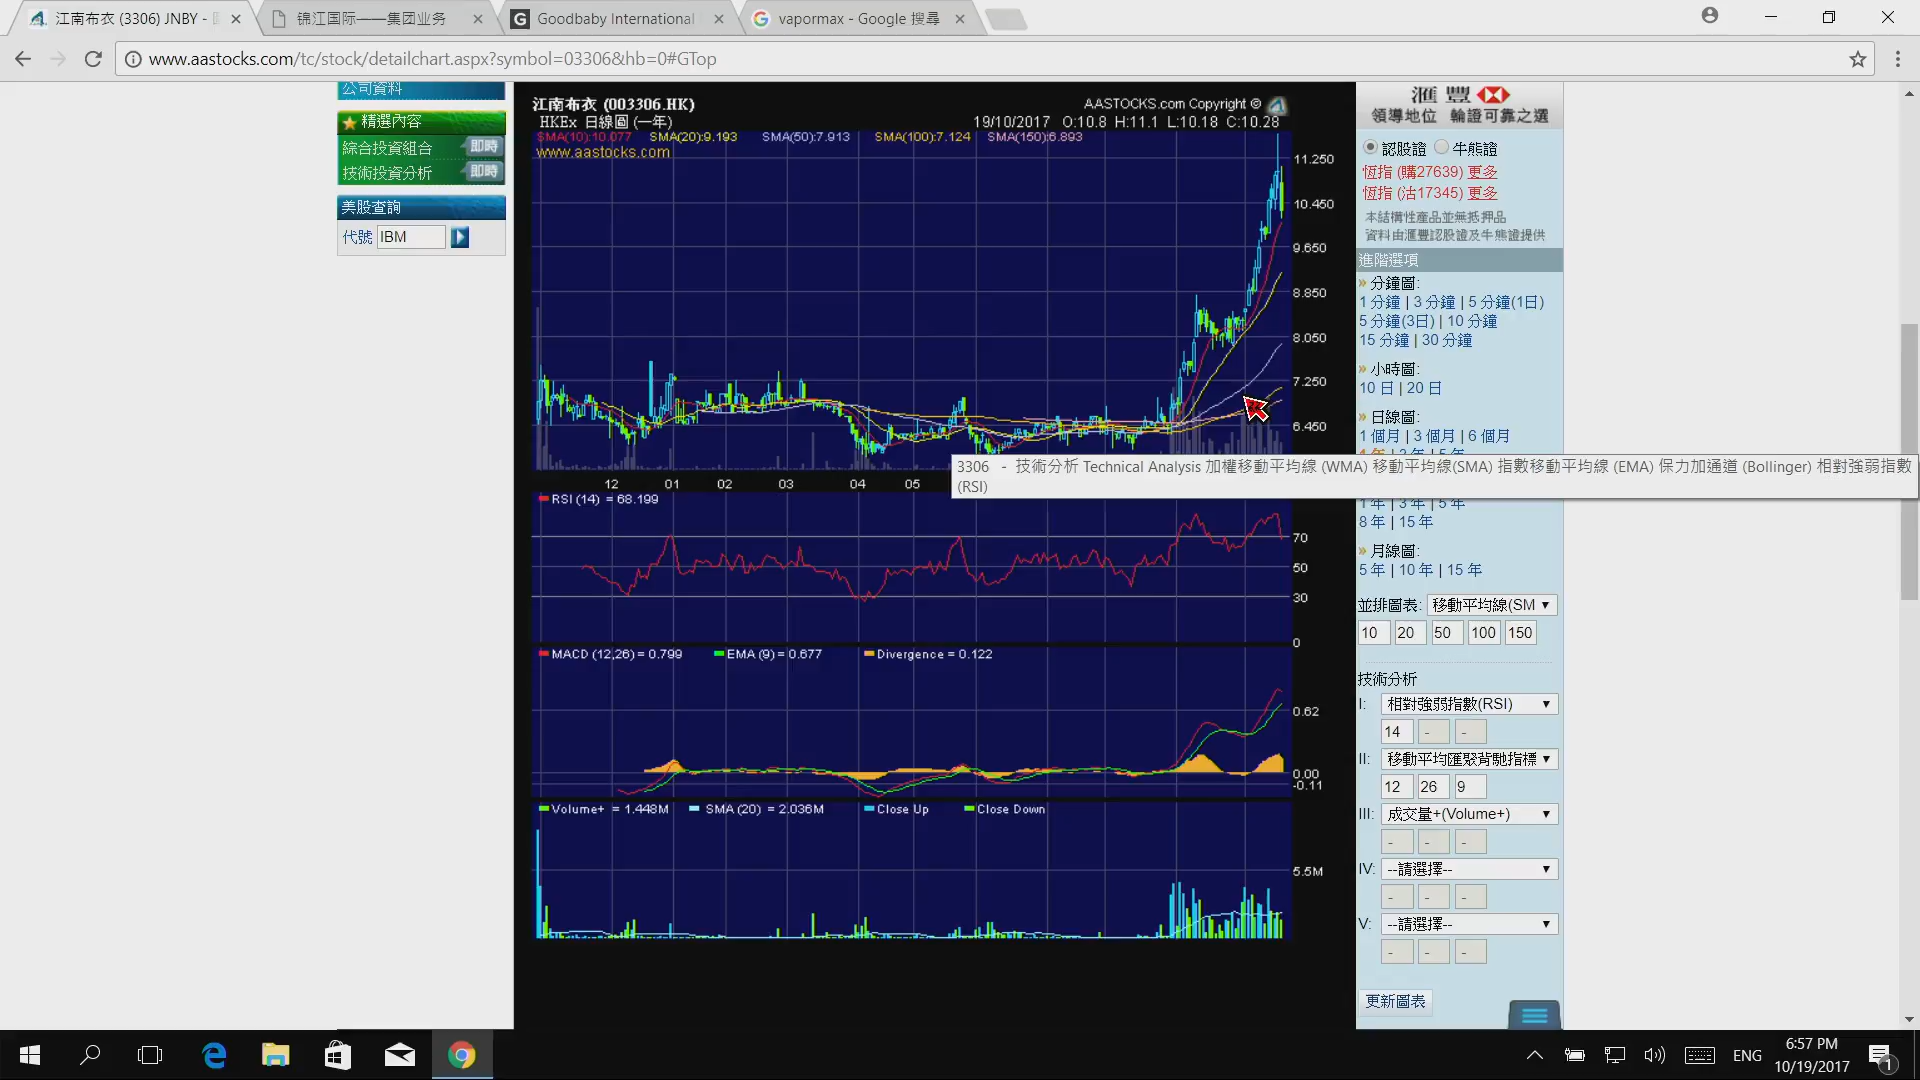 江南布衣 (3306) JNBY -
锦江国际——集团业务
Goodbaby International
vapormax - Google 搜尋
www.aastocks.com/tc/stock/detailchart.aspx?symbol=03306&hb=0#GTop
公司資料
精選內容
綜合投資組合 即時
技術投資分析 即時
美股查詢
代號 IBM
江南布衣 (003306.HK)
AASTOCKS.com Copyright ©
HKEx 日線圖 (一年)
19/10/2017 O:10.8 H:11.1 L:10.18 C:10.28
SMA(10):10.077 SMA(20):9.193 SMA(50):7.913 SMA(100):7.124 SMA(150):6.893
www.aastocks.com
11.250
10.450
9.650
8.850
8.050
7.250
6.450
12 01 02 03 04 05
3306 - 技術分析 Technical Analysis 加權移動平均線 (WMA) 移動平均線(SMA) 指數移動平均線 (EMA) 保力加通道 (Bollinger) 相對強弱指數
(RSI)
RSI (14) = 68.199
70
50
30
0
MACD (12,26) = 0.799 EMA (9) = 0.677 Divergence = 0.122
0.62
0.00
-0.11
Volume+ = 1.448M SMA (20) = 2.036M Close Up Close Down
5.5M
滙豐
領導地位 輪證可靠之選
認股證 牛熊證
恆指 (購27639) 更多
恆指 (沽17345) 更多
本結構性產品並無抵押品
資料由滙豐認股證及牛熊證提供
進階選項
» 分鐘圖:
1 分鐘 | 3 分鐘 | 5 分鐘(1日)
5 分鐘(3日) | 10 分鐘
15 分鐘 | 30 分鐘
» 小時圖:
10 日 | 20 日
» 日線圖:
1 個月 | 3 個月 | 6 個月
1 年 | 3 年 | 5 年
8 年 | 15 年
» 月線圖:
5 年 | 10 年 | 15 年
並排圖表: 移動平均線(SM
10 20 50 100 150
技術分析
I: 相對強弱指數(RSI)
14 - -
II: 移動平均匯聚背馳指標
12 26 9
III: 成交量+(Volume+)
- - -
IV: --請選擇--
- - -
V: --請選擇--
- - -
更新圖表
ENG
6:57 PM
10/19/2017
1